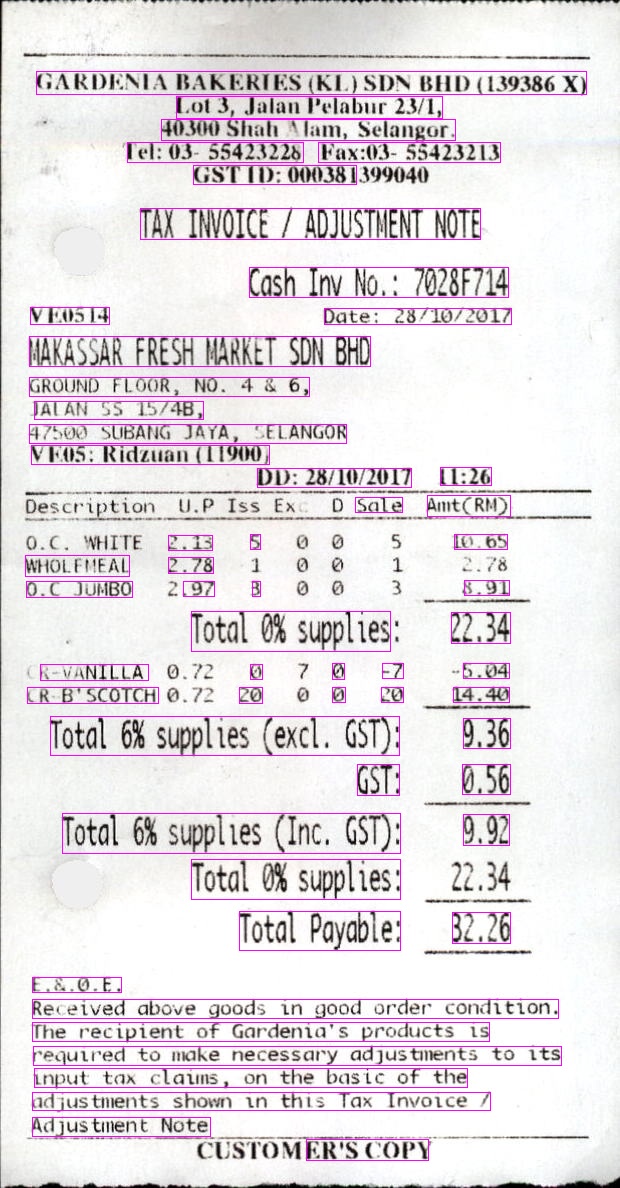 GARDENIA BAKERIES (KL) SDN BHD (139386 X)
Lot 3, Jalan Pelabur 23/1,
40300 Shah Alam, Selangor.
Tel: 03- 55423228 Fax:03- 55423213
GST ID: 000381399040
TAX INVOICE / ADJUSTMENT NOTE
Cash Inv No.: 7028F714
VE0514 Date: 28/10/2017
MAKASSAR FRESH MARKET SDN BHD
GROUND FLOOR, NO. 4 & 6,
JALAN SS 15/4B,
47500 SUBANG JAYA, SELANGOR
VE05: Ridzuan (11900)
DD: 28/10/2017 11:26
Description U.P Iss Exc D Sale Amt(RM)
O.C. WHITE 2.13 5 0 0 5 10.65
WHOLEMEAL 2.78 1 0 0 1 2.78
O.C JUMBO 2.97 3 0 0 3 8.91
Total 0% supplies: 22.34
CR-VANILLA 0.72 0 7 0 -7 -5.04
CR-B'SCOTCH 0.72 20 0 0 20 14.40
Total 6% supplies (excl. GST): 9.36
GST: 0.56
Total 6% supplies (Inc. GST): 9.92
Total 0% supplies: 22.34
Total Payable: 32.26
E.&.O.E.
Received above goods in good order condition.
The recipient of Gardenia's products is
required to make necessary adjustments to its
input tax claims, on the basic of the
adjustments shown in this Tax Invoice /
Adjustment Note
CUSTOMER'S COPY